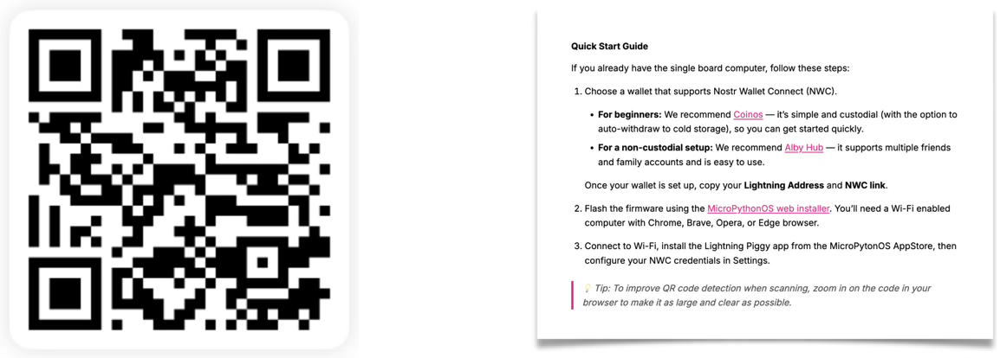 Quick Start Guide
If you already have the single board computer, follow these steps:
1. Choose a wallet that supports Nostr Wallet Connect (NWC).
• For beginners: We recommend Coinos — it’s simple and custodial (with the option to
auto-withdraw to cold storage), so you can get started quickly.
• For a non-custodial setup: We recommend Alby Hub — it supports multiple friends
and family accounts and is easy to use.
Once your wallet is set up, copy your Lightning Address and NWC link.
2. Flash the firmware using the MicroPythonOS web installer. You’ll need a Wi-Fi enabled
computer with Chrome, Brave, Opera, or Edge browser.
3. Connect to Wi-Fi, install the Lightning Piggy app from the MicroPytonOS AppStore, then
configure your NWC credentials in Settings.
💡 Tip: To improve QR code detection when scanning, zoom in on the code in your
browser to make it as large and clear as possible.